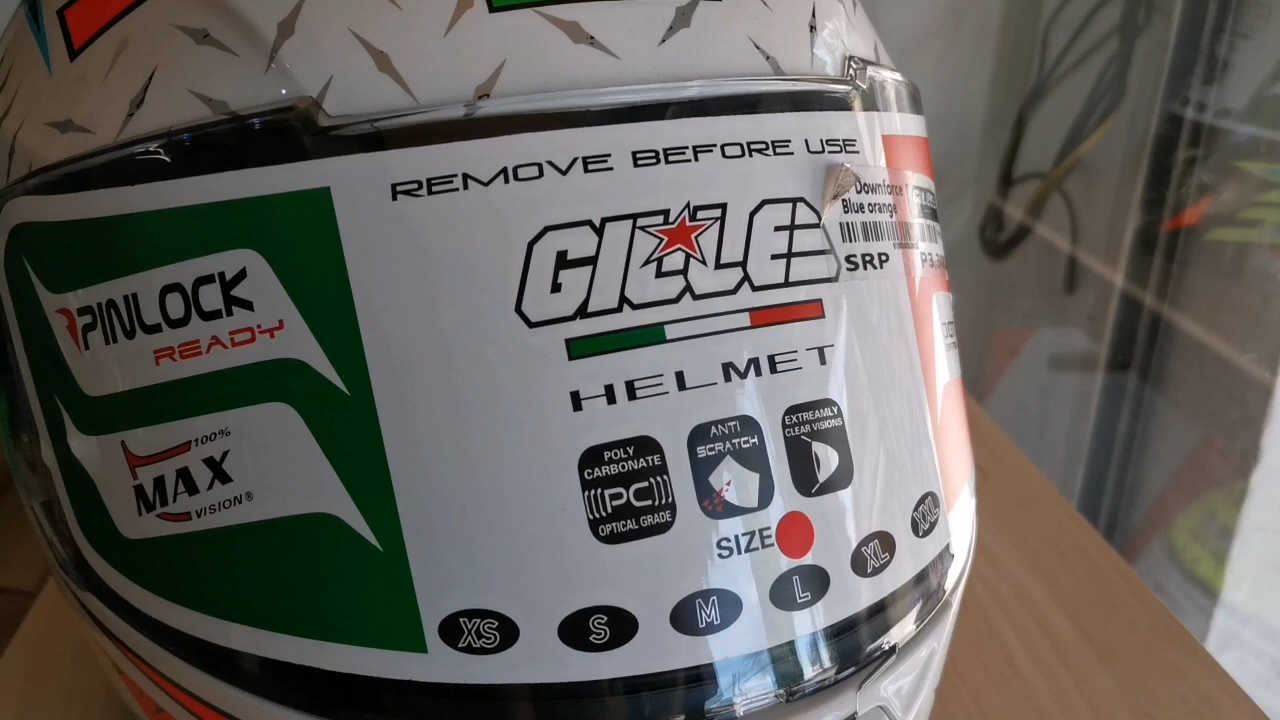 REMOVE BEFORE USE
Downforce
Blue orange
SRP
GILLE
HELMET
PINLOCK
READY
100%
MAX
VISION®
POLY
CARBONATE
(((PC)))
OPTICAL GRADE
ANTI
SCRATCH
EXTREAMLY
CLEAR VISIONS
SIZE
XS
S
M
L
XL
XXL